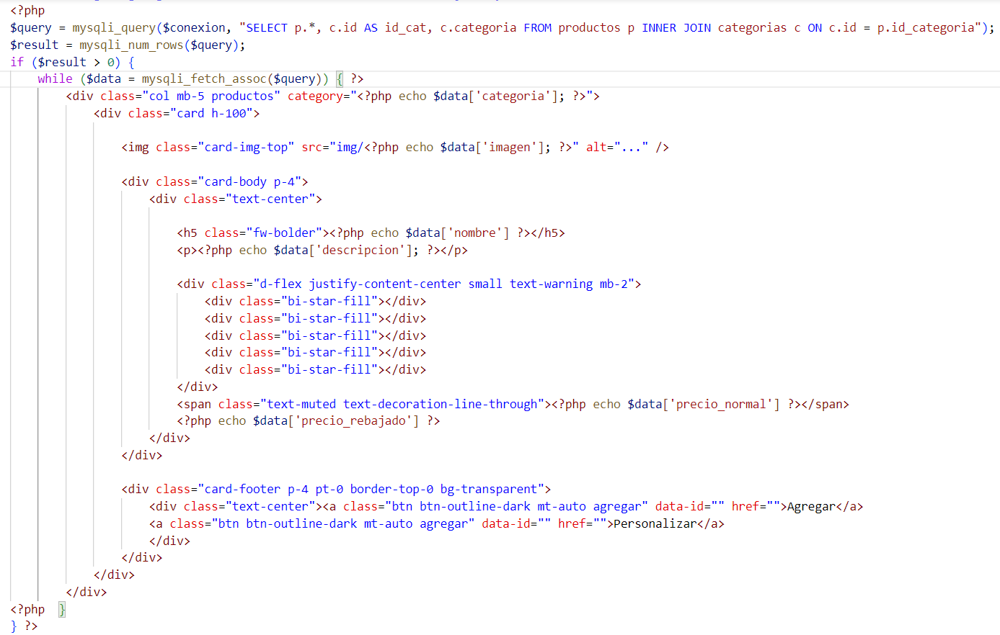 <?php
$query = mysqli_query($conexion, "SELECT p.*, c.id AS id_cat, c.categoria FROM productos p INNER JOIN categorias c ON c.id = p.id_categoria");
$result = mysqli_num_rows($query);
if ($result > 0) {
while ($data = mysqli_fetch_assoc($query)) { ?>
<div class="col mb-5 productos" category="<?php echo $data['categoria']; ?>">
<div class="card h-100">
<img class="card-img-top" src="img/<?php echo $data['imagen']; ?>" alt="..." />
<div class="card-body p-4">
<div class="text-center">
<h5 class="fw-bolder"><?php echo $data['nombre'] ?></h5>
<p><?php echo $data['descripcion']; ?></p>
<div class="d-flex justify-content-center small text-warning mb-2">
<div class="bi-star-fill"></div>
<div class="bi-star-fill"></div>
<div class="bi-star-fill"></div>
<div class="bi-star-fill"></div>
<div class="bi-star-fill"></div>
</div>
<span class="text-muted text-decoration-line-through"><?php echo $data['precio_normal'] ?></span>
<?php echo $data['precio_rebajado'] ?>
</div>
</div>
<div class="card-footer p-4 pt-0 border-top-0 bg-transparent">
<div class="text-center"><a class="btn btn-outline-dark mt-auto agregar" data-id="" href="">Agregar</a>
<a class="btn btn-outline-dark mt-auto agregar" data-id="" href="">Personalizar</a>
</div>
</div>
</div>
</div>
<?php  }
} ?>